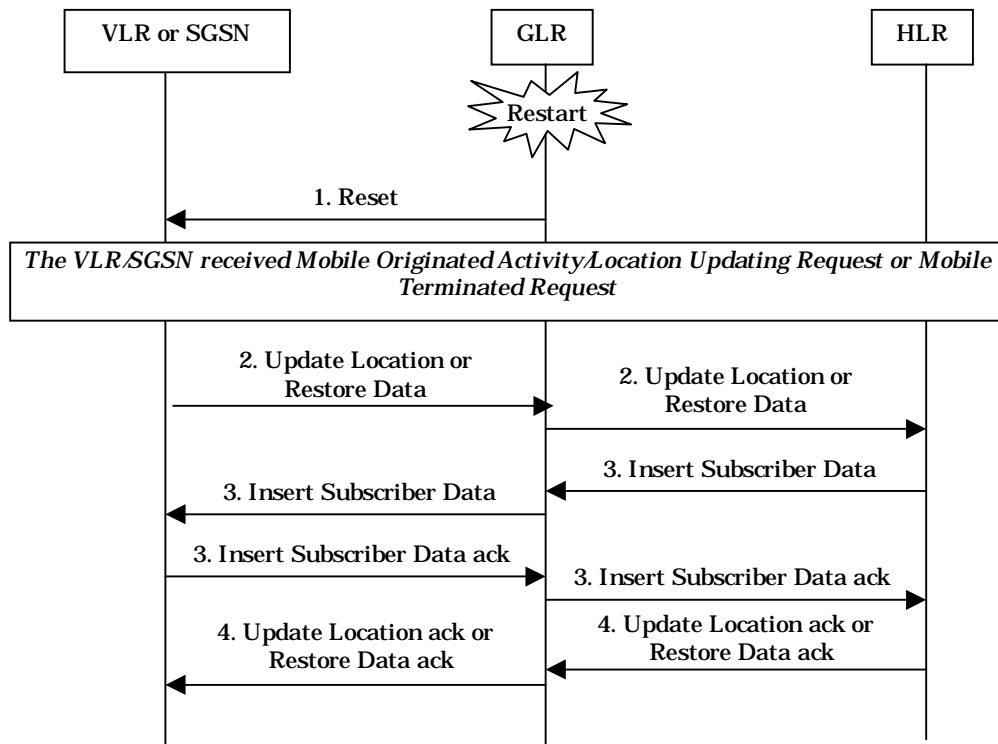 VLR or SGSN
GLR
HLR
Restart
1. Reset
The VLR/SGSN received Mobile Originated Activity/Location Updating Request or Mobile
Terminated Request
2. Update Location or
Restore Data
2. Update Location or
Restore Data
3. Insert Subscriber Data
3. Insert Subscriber Data
3. Insert Subscriber Data ack
3. Insert Subscriber Data ack
4. Update Location ack or
Restore Data ack
4. Update Location ack or
Restore Data ack